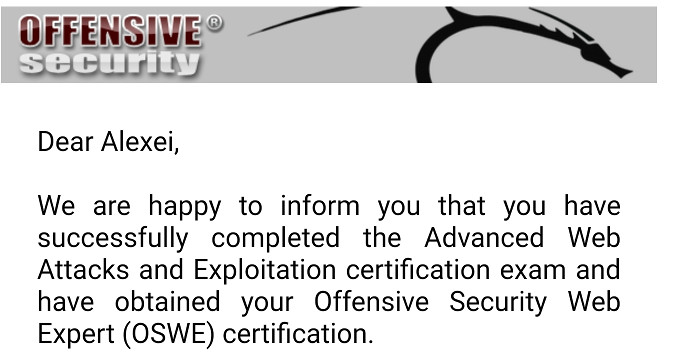 OFFENSIVE®
security
Dear Alexei,
We are happy to inform you that you have
successfully completed the Advanced Web
Attacks and Exploitation certification exam and
have obtained your Offensive Security Web
Expert (OSWE) certification.